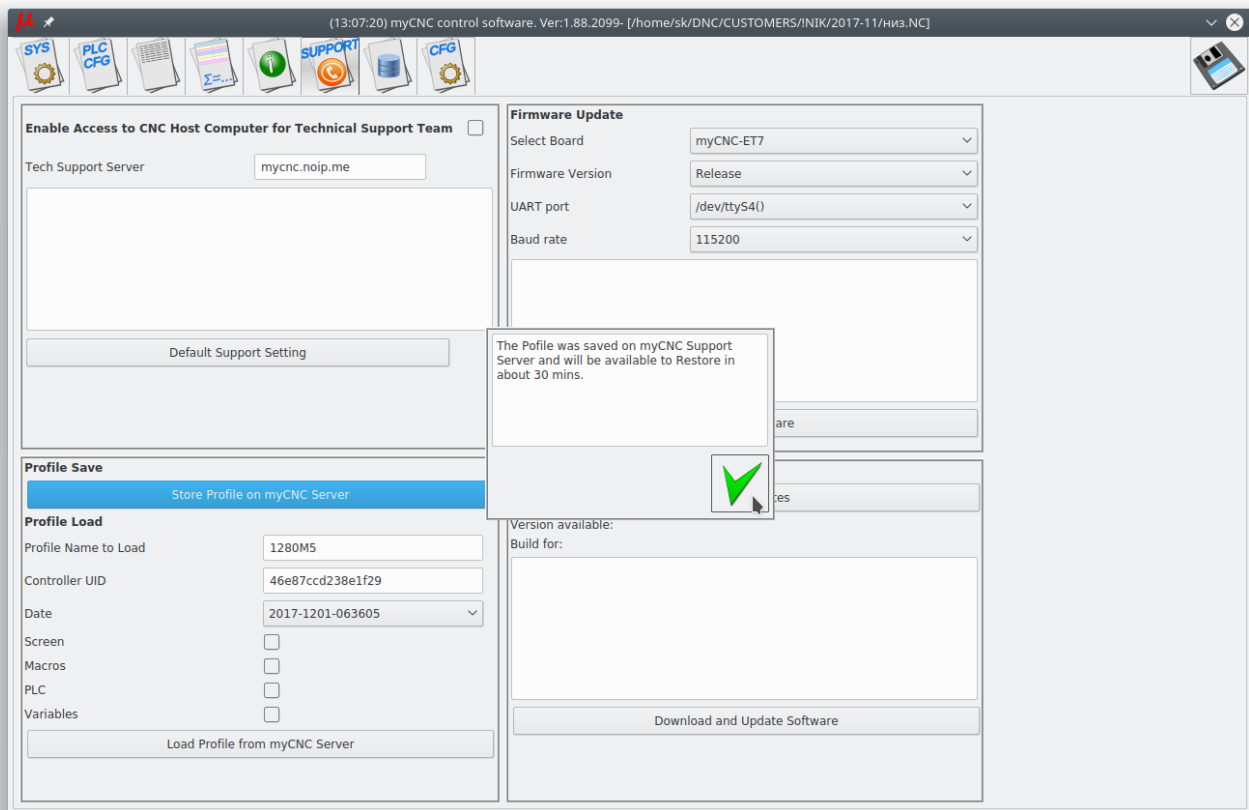 μ (13:07:20) myCNC control software. Ver:1.88.2099- [/home/sk/DNC/CUSTOMERS/!NIK/2017-11/низ.NC]
SYS
PLC
CFG
Σ=...
i
SUPPORT
CFG
Enable Access to CNC Host Computer for Technical Support Team
Tech Support Server mycnc.noip.me
Default Support Setting
Firmware Update
Select Board myCNC-ET7
Firmware Version Release
UART port /dev/ttyS4()
Baud rate 115200
The Pofile was saved on myCNC Support
Server and will be available to Restore in
about 30 mins.
Profile Save
Store Profile on myCNC Server
Profile Load
Profile Name to Load 1280M5
Controller UID 46e87ccd238e1f29
Date 2017-1201-063605
Screen
Macros
PLC
Variables
Load Profile from myCNC Server
Version available:
Build for:
Download and Update Software